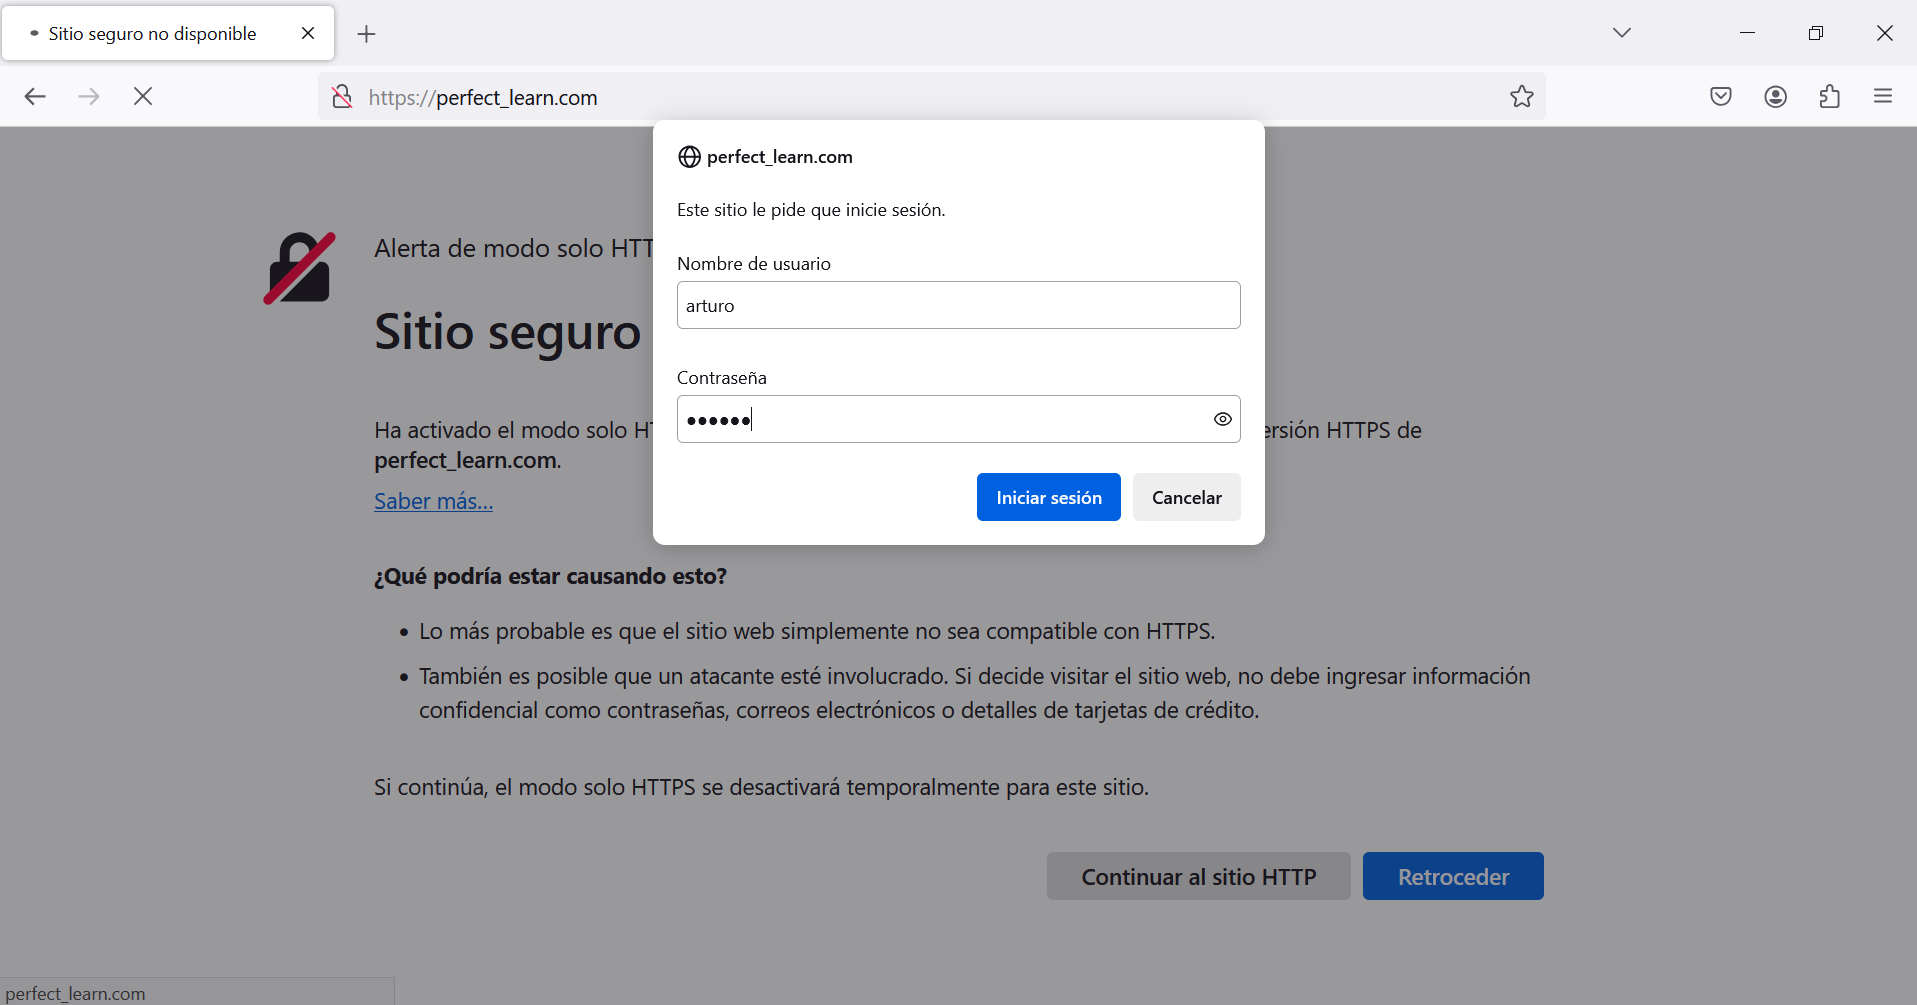 Sitio seguro no disponible
https://perfect_learn.com
perfect_learn.com
Este sitio le pide que inicie sesión.
Nombre de usuario
arturo
Contraseña
••••••
Iniciar sesión
Cancelar
Alerta de modo solo HTT
Sitio seguro
Ha activado el modo solo HT
ersión HTTPS de
perfect_learn.com.
Saber más...
¿Qué podría estar causando esto?
• Lo más probable es que el sitio web simplemente no sea compatible con HTTPS.
• También es posible que un atacante esté involucrado. Si decide visitar el sitio web, no debe ingresar información
confidencial como contraseñas, correos electrónicos o detalles de tarjetas de crédito.
Si continúa, el modo solo HTTPS se desactivará temporalmente para este sitio.
Continuar al sitio HTTP
Retroceder
perfect_learn.com